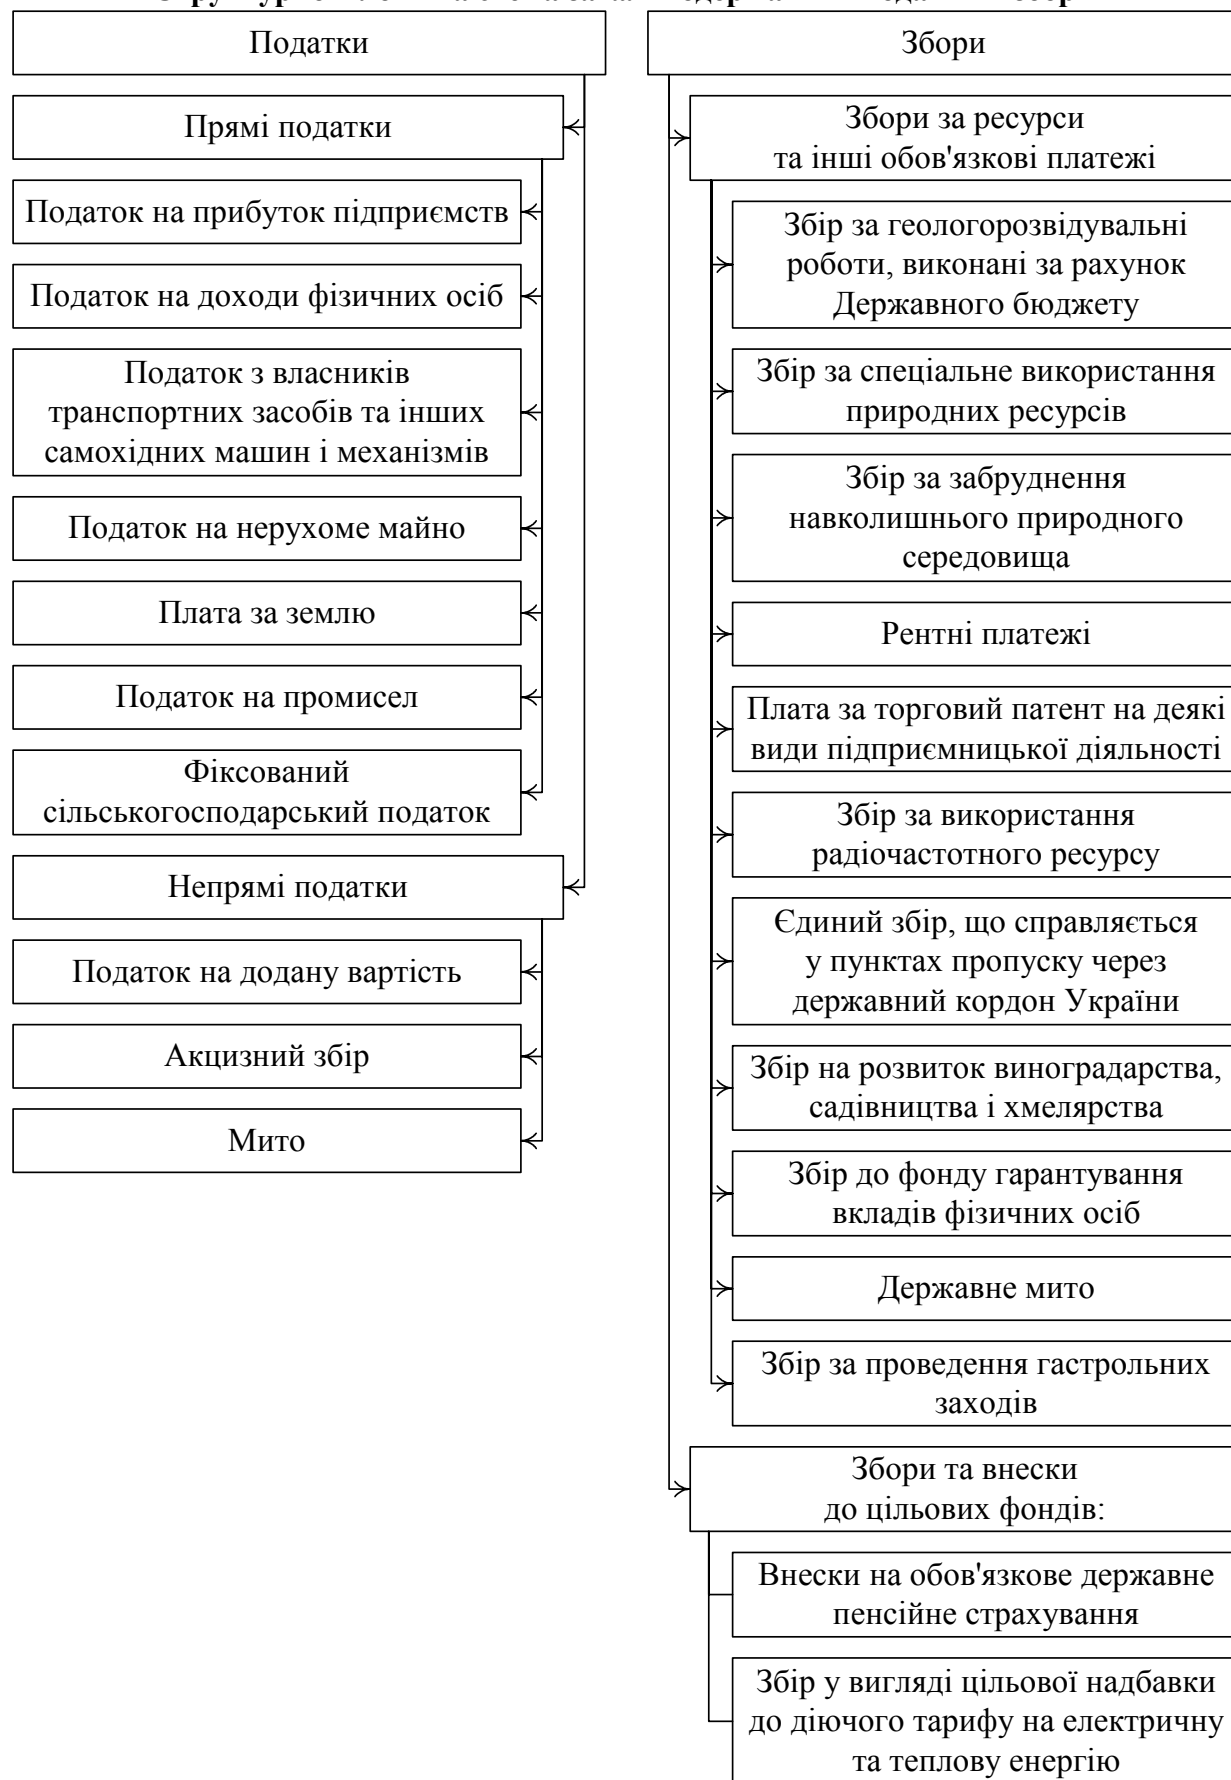 Податки
Прямі податки
Податок на прибуток підприємств
Податок на доходи фізичних осіб
Податок з власників
транспортних засобів та інших
самохідних машин і механізмів
Податок на нерухоме майно
Плата за землю
Податок на промисел
Фіксований
сільськогосподарський податок
Непрямі податки
Податок на додану вартість
Акцизний збір
Мито
Збори
Збори за ресурси
та інші обов'язкові платежі
Збір за геологорозвідувальні
роботи, виконані за рахунок
Державного бюджету
Збір за спеціальне використання
природних ресурсів
Збір за забруднення
навколишнього природного
середовища
Рентні платежі
Плата за торговий патент на деякі
види підприємницької діяльності
Збір за використання
радіочастотного ресурсу
Єдиний збір, що справляється
у пунктах пропуску через
державний кордон України
Збір на розвиток виноградарства,
садівництва і хмелярства
Збір до фонду гарантування
вкладів фізичних осіб
Державне мито
Збір за проведення гастрольних
заходів
Збори та внески
до цільових фондів:
Внески на обов'язкове державне
пенсійне страхування
Збір у вигляді цільової надбавки
до діючого тарифу на електричну
та теплову енергію